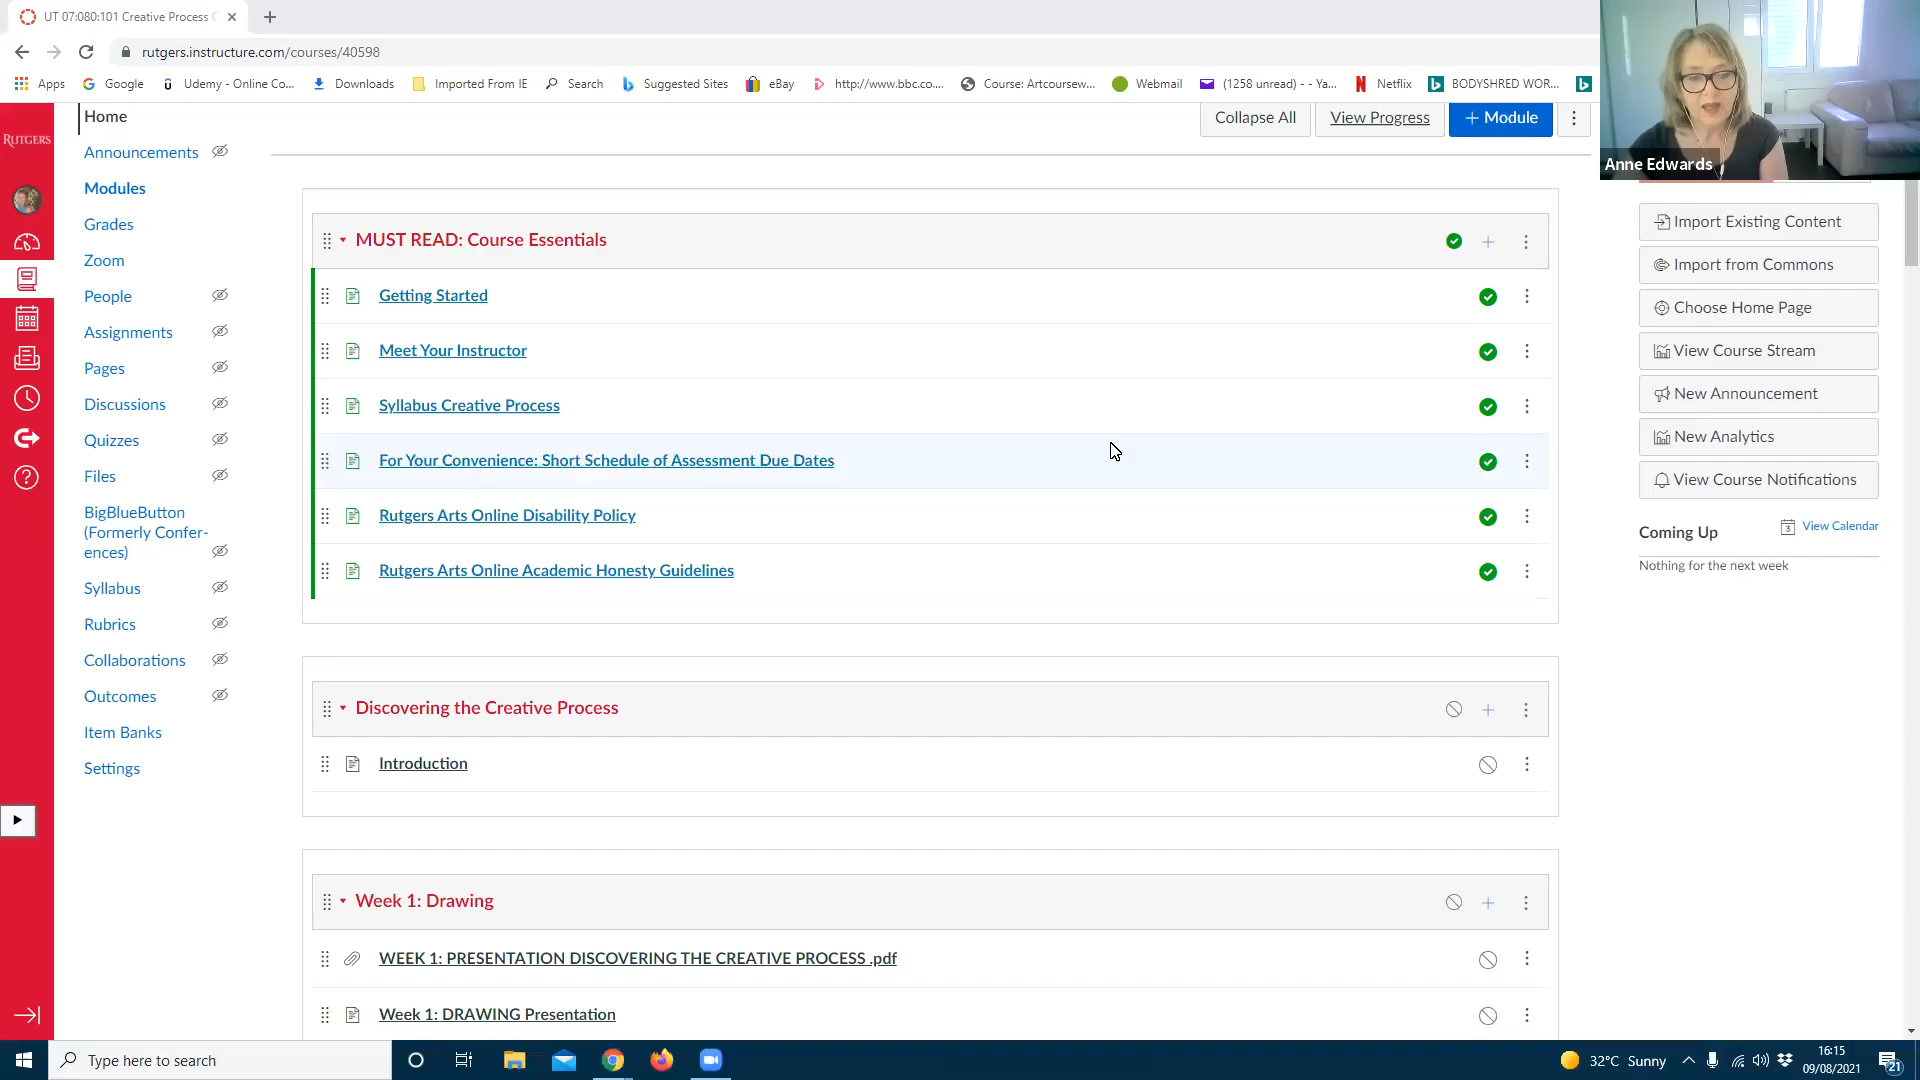 UT 07:080:101 Creative Process C
rutgers.instructure.com/courses/40598
Apps
Google
Udemy - Online Co...
Downloads
Imported From IE
Search
Suggested Sites
eBay
http://www.bbc.co....
Course: Artcoursew...
Webmail
(1258 unread) - - Ya...
Netflix
BODYSHRED WOR...
Anne Edwards
RUTGERS
Home
Announcements
Modules
Grades
Zoom
People
Assignments
Pages
Discussions
Quizzes
Files
BigBlueButton
(Formerly Confer-
ences)
Syllabus
Rubrics
Collaborations
Outcomes
Item Banks
Settings
Collapse All
View Progress
+ Module
MUST READ: Course Essentials
Getting Started
Meet Your Instructor
Syllabus Creative Process
For Your Convenience: Short Schedule of Assessment Due Dates
Rutgers Arts Online Disability Policy
Rutgers Arts Online Academic Honesty Guidelines
Discovering the Creative Process
Introduction
Week 1: Drawing
WEEK 1: PRESENTATION DISCOVERING THE CREATIVE PROCESS .pdf
Week 1: DRAWING Presentation
Import Existing Content
Import from Commons
Choose Home Page
View Course Stream
New Announcement
New Analytics
View Course Notifications
Coming Up
3
View Calendar
Nothing for the next week
Type here to search
32°C Sunny
16:15
09/08/2021
21